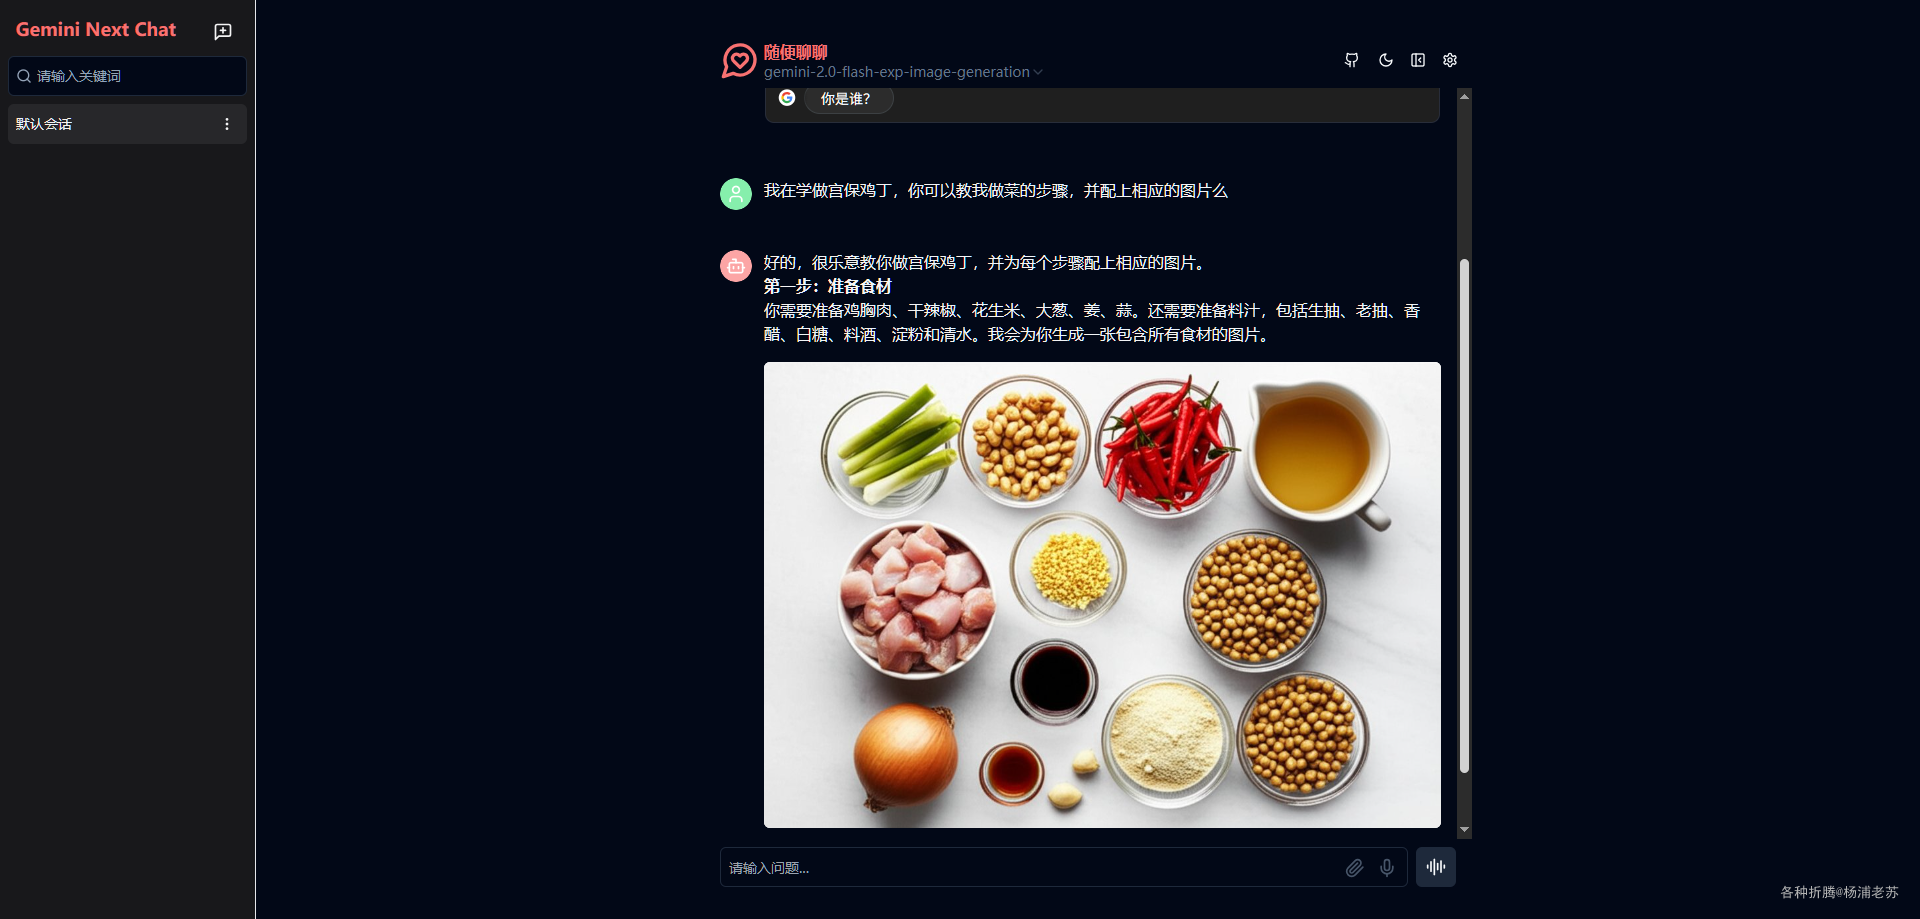 Gemini Next Chat
请输入关键词
默认会话
随便聊聊
gemini-2.0-flash-exp-image-generation
你是谁?
我在学做宫保鸡丁，你可以教我做菜的步骤，并配上相应的图片么
好的，很乐意教你做宫保鸡丁，并为每个步骤配上相应的图片。
第一步：准备食材
你需要准备鸡胸肉、干辣椒、花生米、大葱、姜、蒜。还需要准备料汁，包括生抽、老抽、香
醋、白糖、料酒、淀粉和清水。我会为你生成一张包含所有食材的图片。
请输入问题...
各种折腾@杨浦老苏